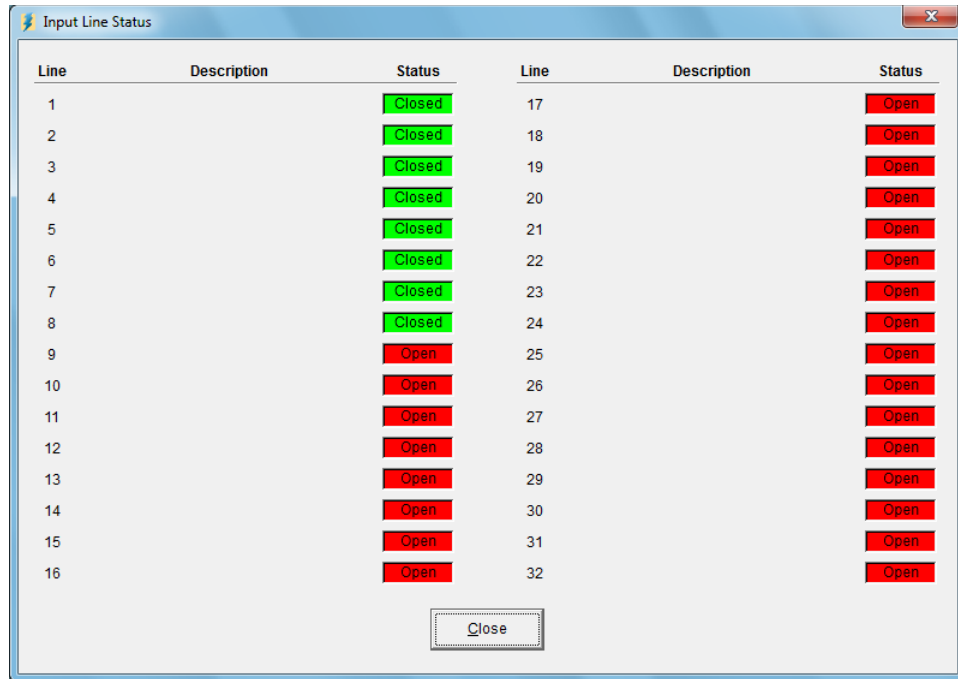 Input Line Status
x
Line Description Status Line Description Status
1 Closed 17 Open
2 Closed 18 Open
3 Closed 19 Open
4 Closed 20 Open
5 Closed 21 Open
6 Closed 22 Open
7 Closed 23 Open
8 Closed 24 Open
9 Open 25 Open
10 Open 26 Open
11 Open 27 Open
12 Open 28 Open
13 Open 29 Open
14 Open 30 Open
15 Open 31 Open
16 Open 32 Open
Close